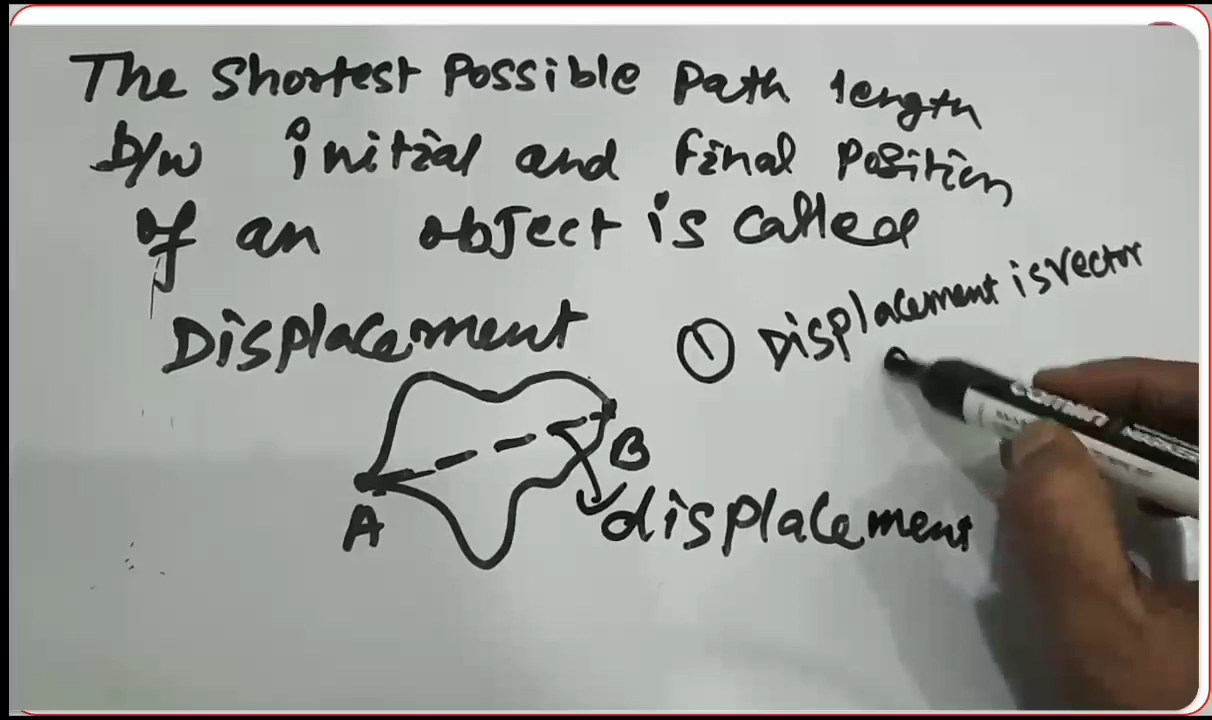 The Shortest Possible Path length
b/w initial and final Position
of an object is called
Displacement
① Displacement is vector
A
B
displacement